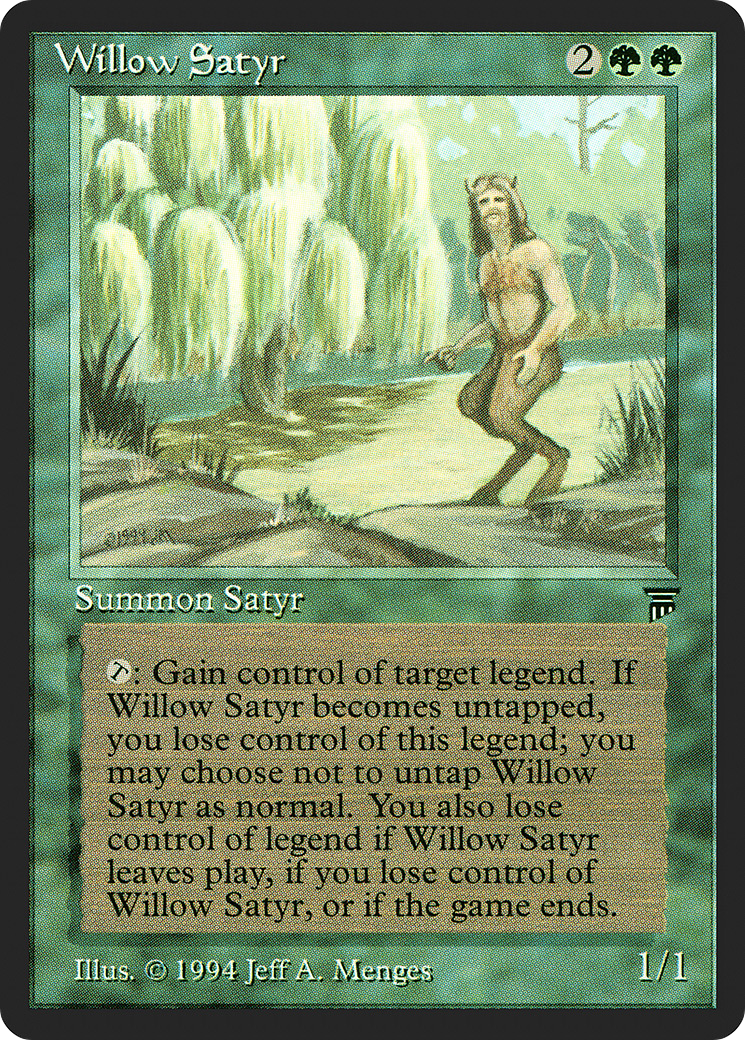 Willow Satyr 2
©1994 JAM
Summon Satyr
T: Gain control of target legend. If
Willow Satyr becomes untapped,
you lose control of this legend; you
may choose not to untap Willow
Satyr as normal. You also lose
control of legend if Willow Satyr
leaves play, if you lose control of
Willow Satyr, or if the game ends.
Illus. © 1994 Jeff A. Menges 1/1